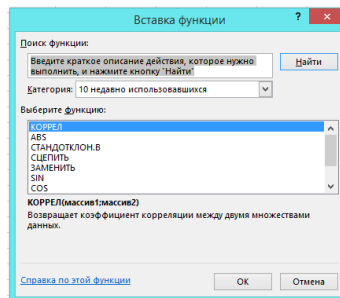 Вставка функции
?
×
Поиск функции:
Введите краткое описание действия, которое нужно
выполнить, и нажмите кнопку "Найти"
Найти
Категория: 10 недавно использовавшихся
Выберите функцию:
КОРРЕЛ
ABS
СТАНДОТКЛОН.В
СЦЕПИТЬ
ЗАМЕНИТЬ
SIN
COS
КОРРЕЛ(массив1;массив2)
Возвращает коэффициент корреляции между двумя множествами
данных.
Справка по этой функции
ОК
Отмена